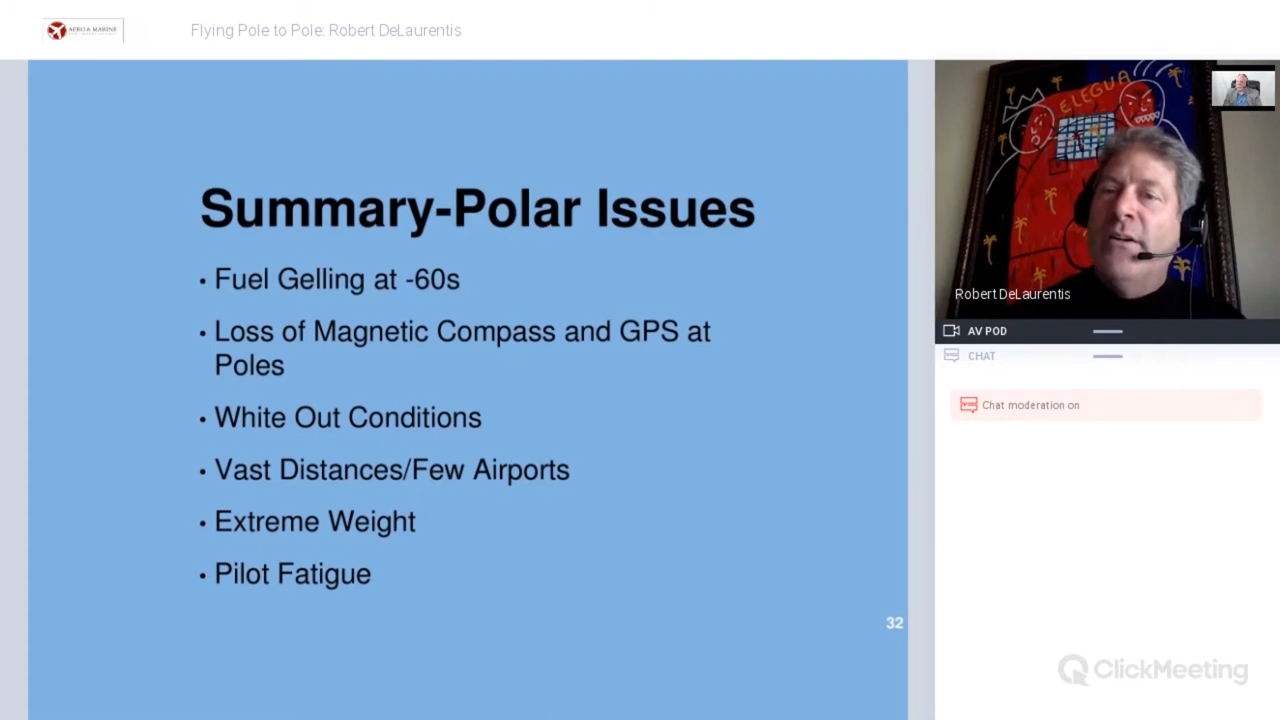 AERO & MARINE
Flying Pole to Pole: Robert DeLaurentis
Summary-Polar Issues
• Fuel Gelling at -60s
• Loss of Magnetic Compass and GPS at
Poles
• White Out Conditions
• Vast Distances/Few Airports
• Extreme Weight
• Pilot Fatigue
32
ELEGUA
Robert DeLaurentis
AV POD
CHAT
Chat moderation on
ClickMeeting